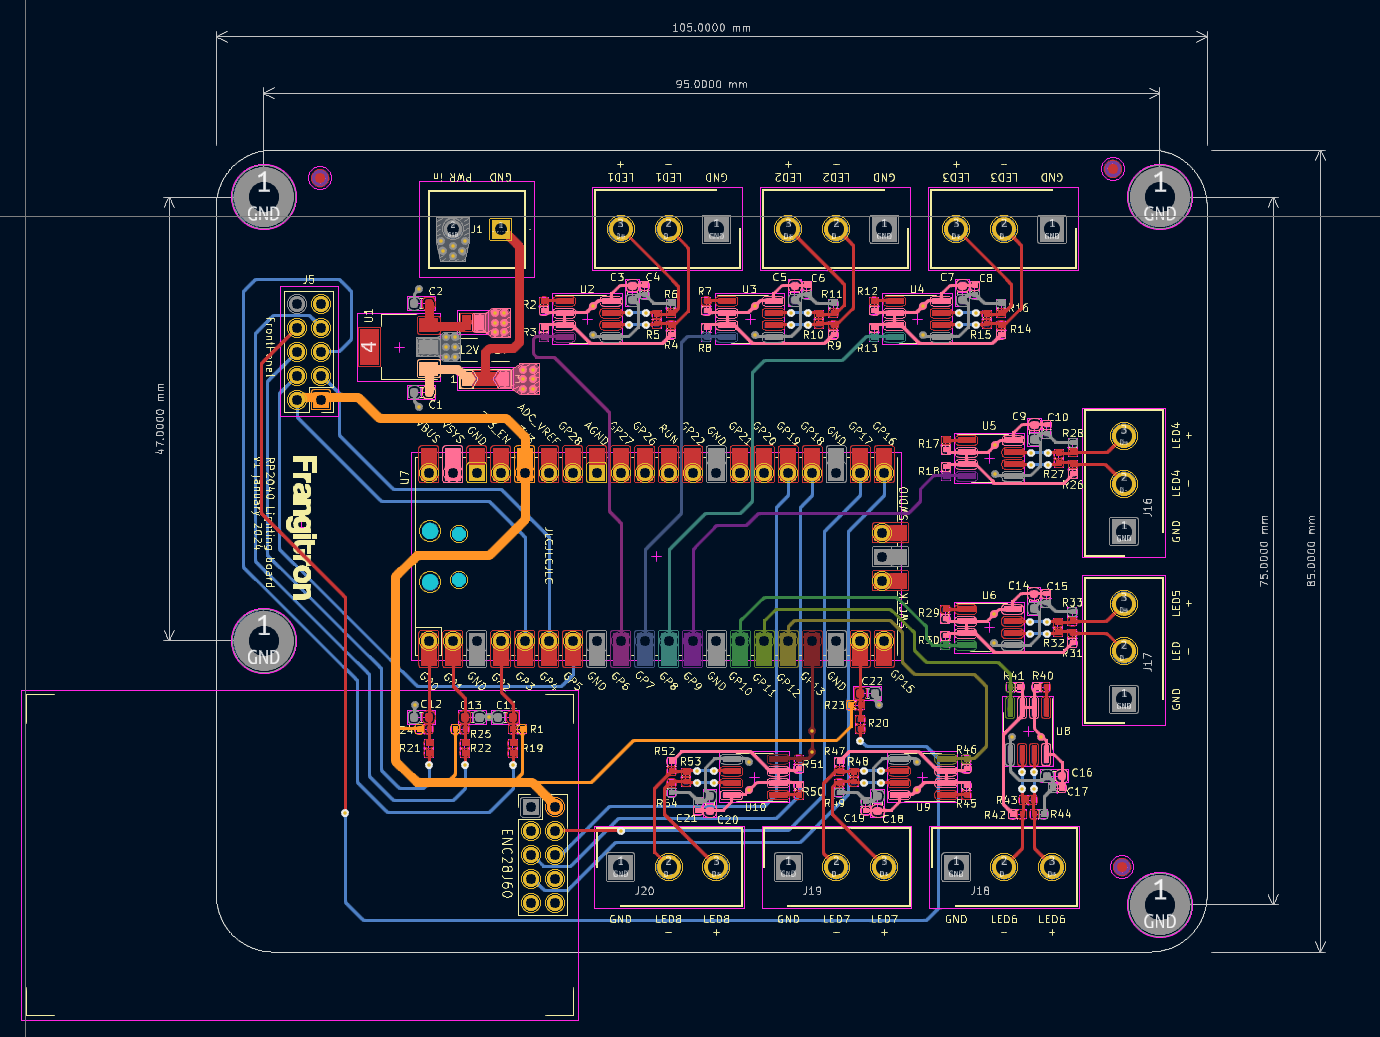 105.0000 mm
95.0000 mm
47.0000 mm
75.0000 mm
85.0000 mm
1
GND
1
GND
1
GND
1
GND
PWR in
GND
J1
+
-
LED1
LED1
GND
+
-
LED2
LED2
GND
+
-
LED3
LED3
GND
J5
FrontPanel
C2
U1
4
12V
C1
C3
C4
U2
R2
R3
R6
R5
R4
C5
C6
R7
U3
R11
R8
R10
R9
C7
C8
R12
U4
R16
R14
R15
R13
VSYS
GND
ADC_VREF
GP28
AGND
GP27
GP26
RUN
GP22
GND
GP21
GP20
GP19
GP18
GND
GP17
GP16
U7
SWDIO
SWCLK
JLCJLCJLC
Frangitron
RP2040 Lighting board
V1 january 2024
GND
GP3
GP4
GP5
GND
GP6
GP7
GP8
GP9
GND
GP10
GP11
GP12
GP13
GND
GP15
C9
C10
R17
U5
R28
R18
R27
R26
J16
LED4
+
LED4
-
GND
C14
C15
R29
U6
R33
R30
R32
R31
J17
LED5
+
LED
-
GND
R41
R40
U8
C16
C17
R43
R42
R44
C22
R23
R20
C12
C13
R25
R1
R21
R22
R19
R52
R53
R51
R50
R54
U10
C21
C20
R47
R48
R46
R49
U9
R45
C19
C18
ENC28J60
J20
GND
LED8
LED8
-
+
J19
GND
LED7
LED7
-
+
J18
GND
LED6
LED6
-
+